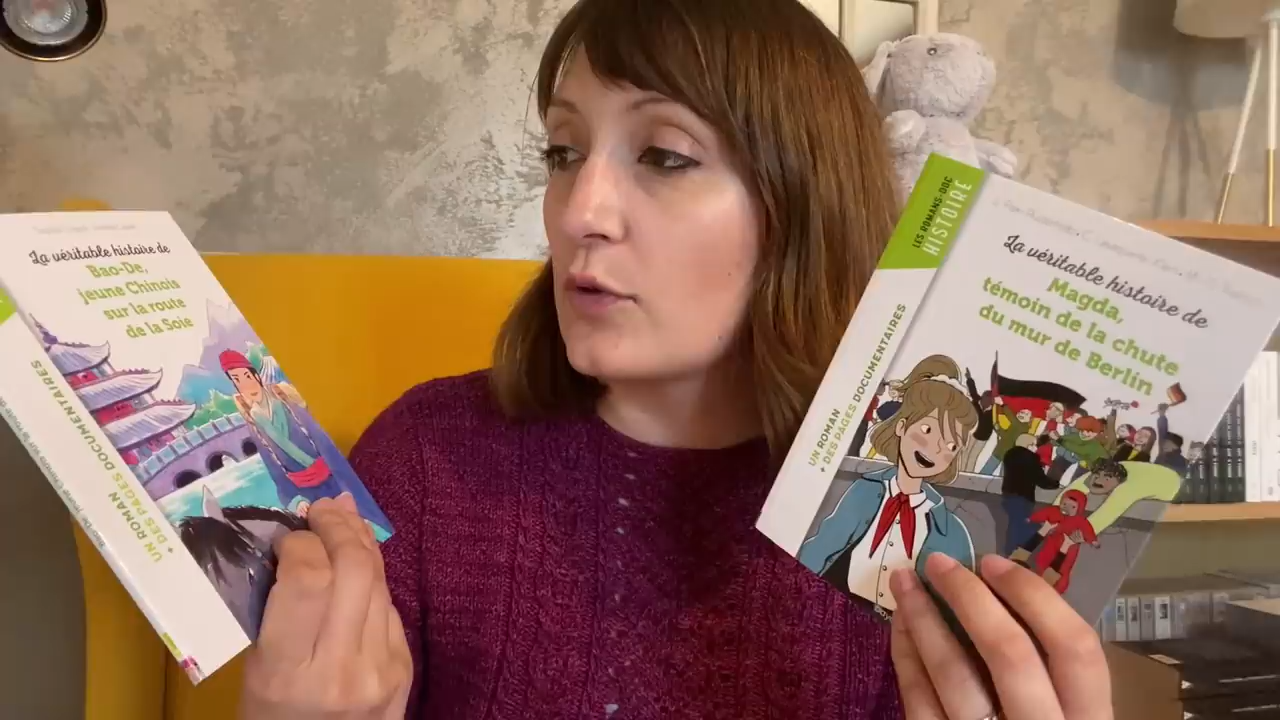 La véritable histoire de
Bao-De,
jeune Chinois
sur la route
de la Soie
UN ROMAN
+ DES PAGES DOCUMENTAIRES
LES ROMANS-DOC
HISTOIRE
La véritable histoire de
Magda,
témoin de la chute
du mur de Berlin
UN ROMAN
+ DES PAGES DOCUMENTAIRES